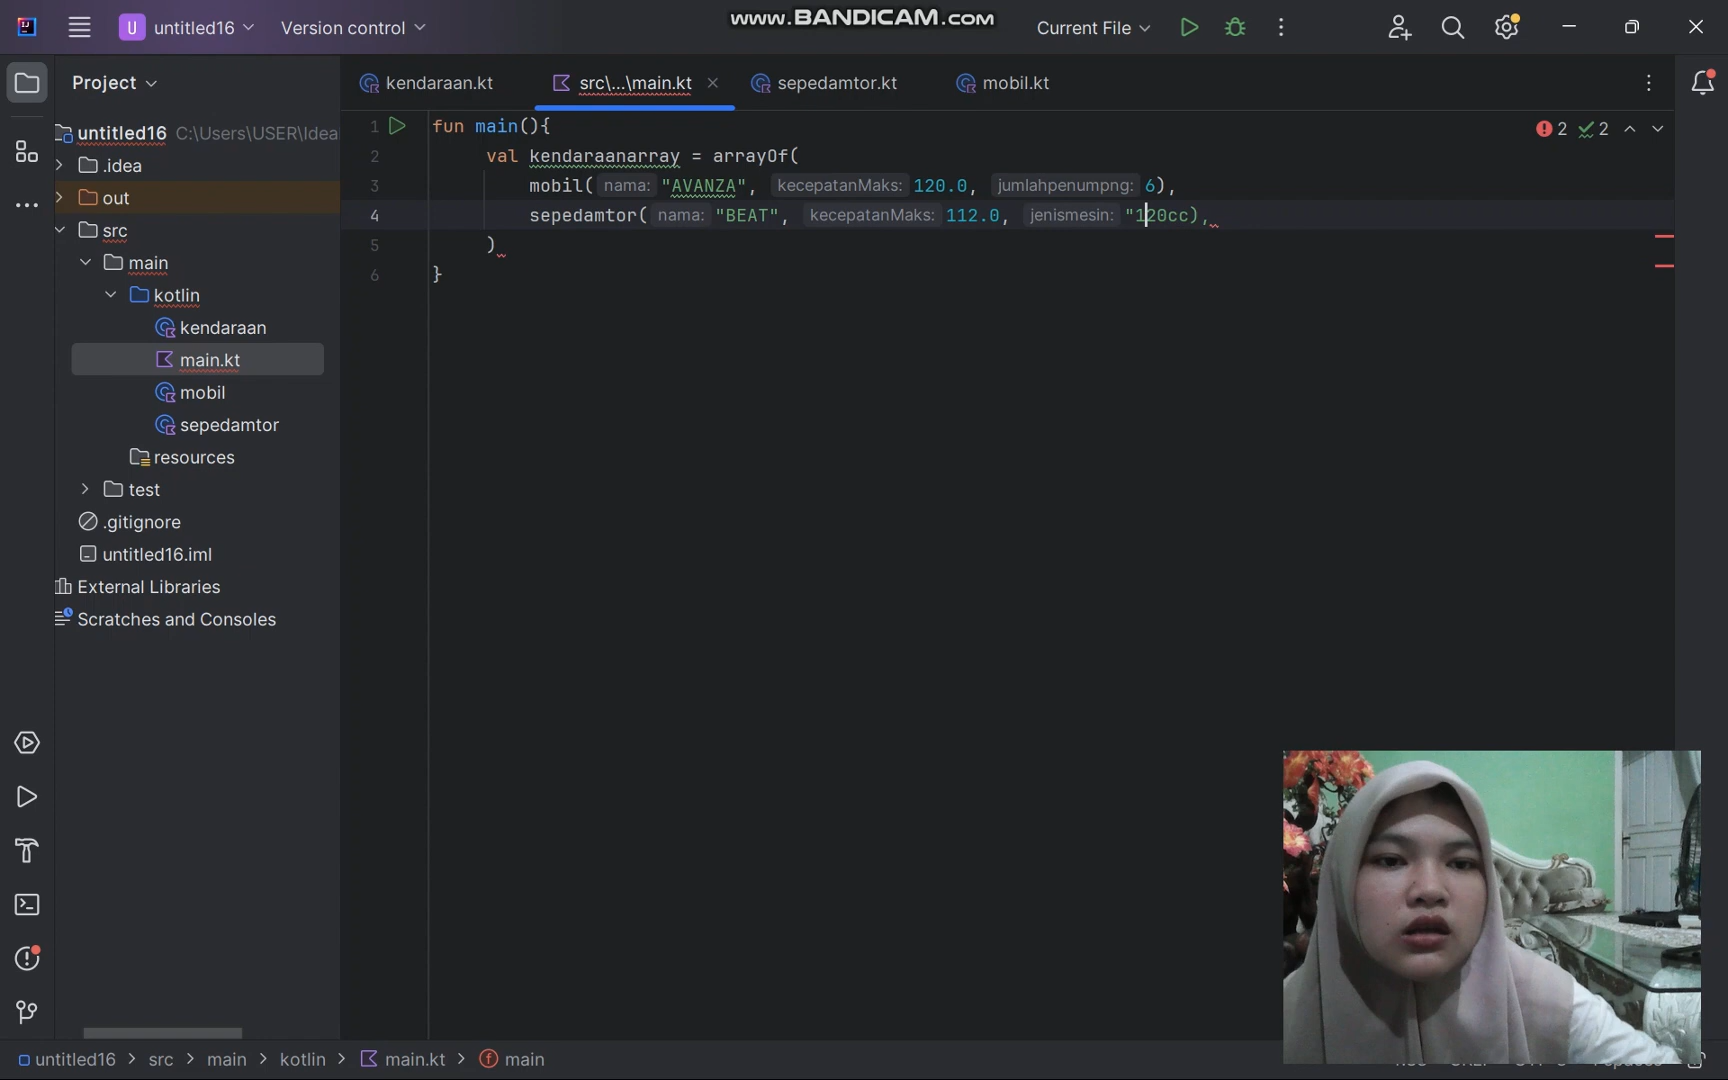 U untitled16 Version control
www.BANDICAM.com
Current File
Project
kendaraan.kt
src\...\main.kt
sepedamtor.kt
mobil.kt
untitled16 C:\Users\USER\Idea
.idea
out
src
main
kotlin
kendaraan
main.kt
mobil
sepedamtor
resources
test
.gitignore
untitled16.iml
External Libraries
Scratches and Consoles
1 fun main(){
2 val kendaraanarray = arrayOf(
3 mobil( nama: "AVANZA", kecepatanMaks: 120.0, jumlahpenumpng: 6),
4 sepedamtor( nama: "BEAT", kecepatanMaks: 112.0, jenismesin: "120cc),
5 )
6 }
2 2
untitled16 > src > main > kotlin > main.kt > main